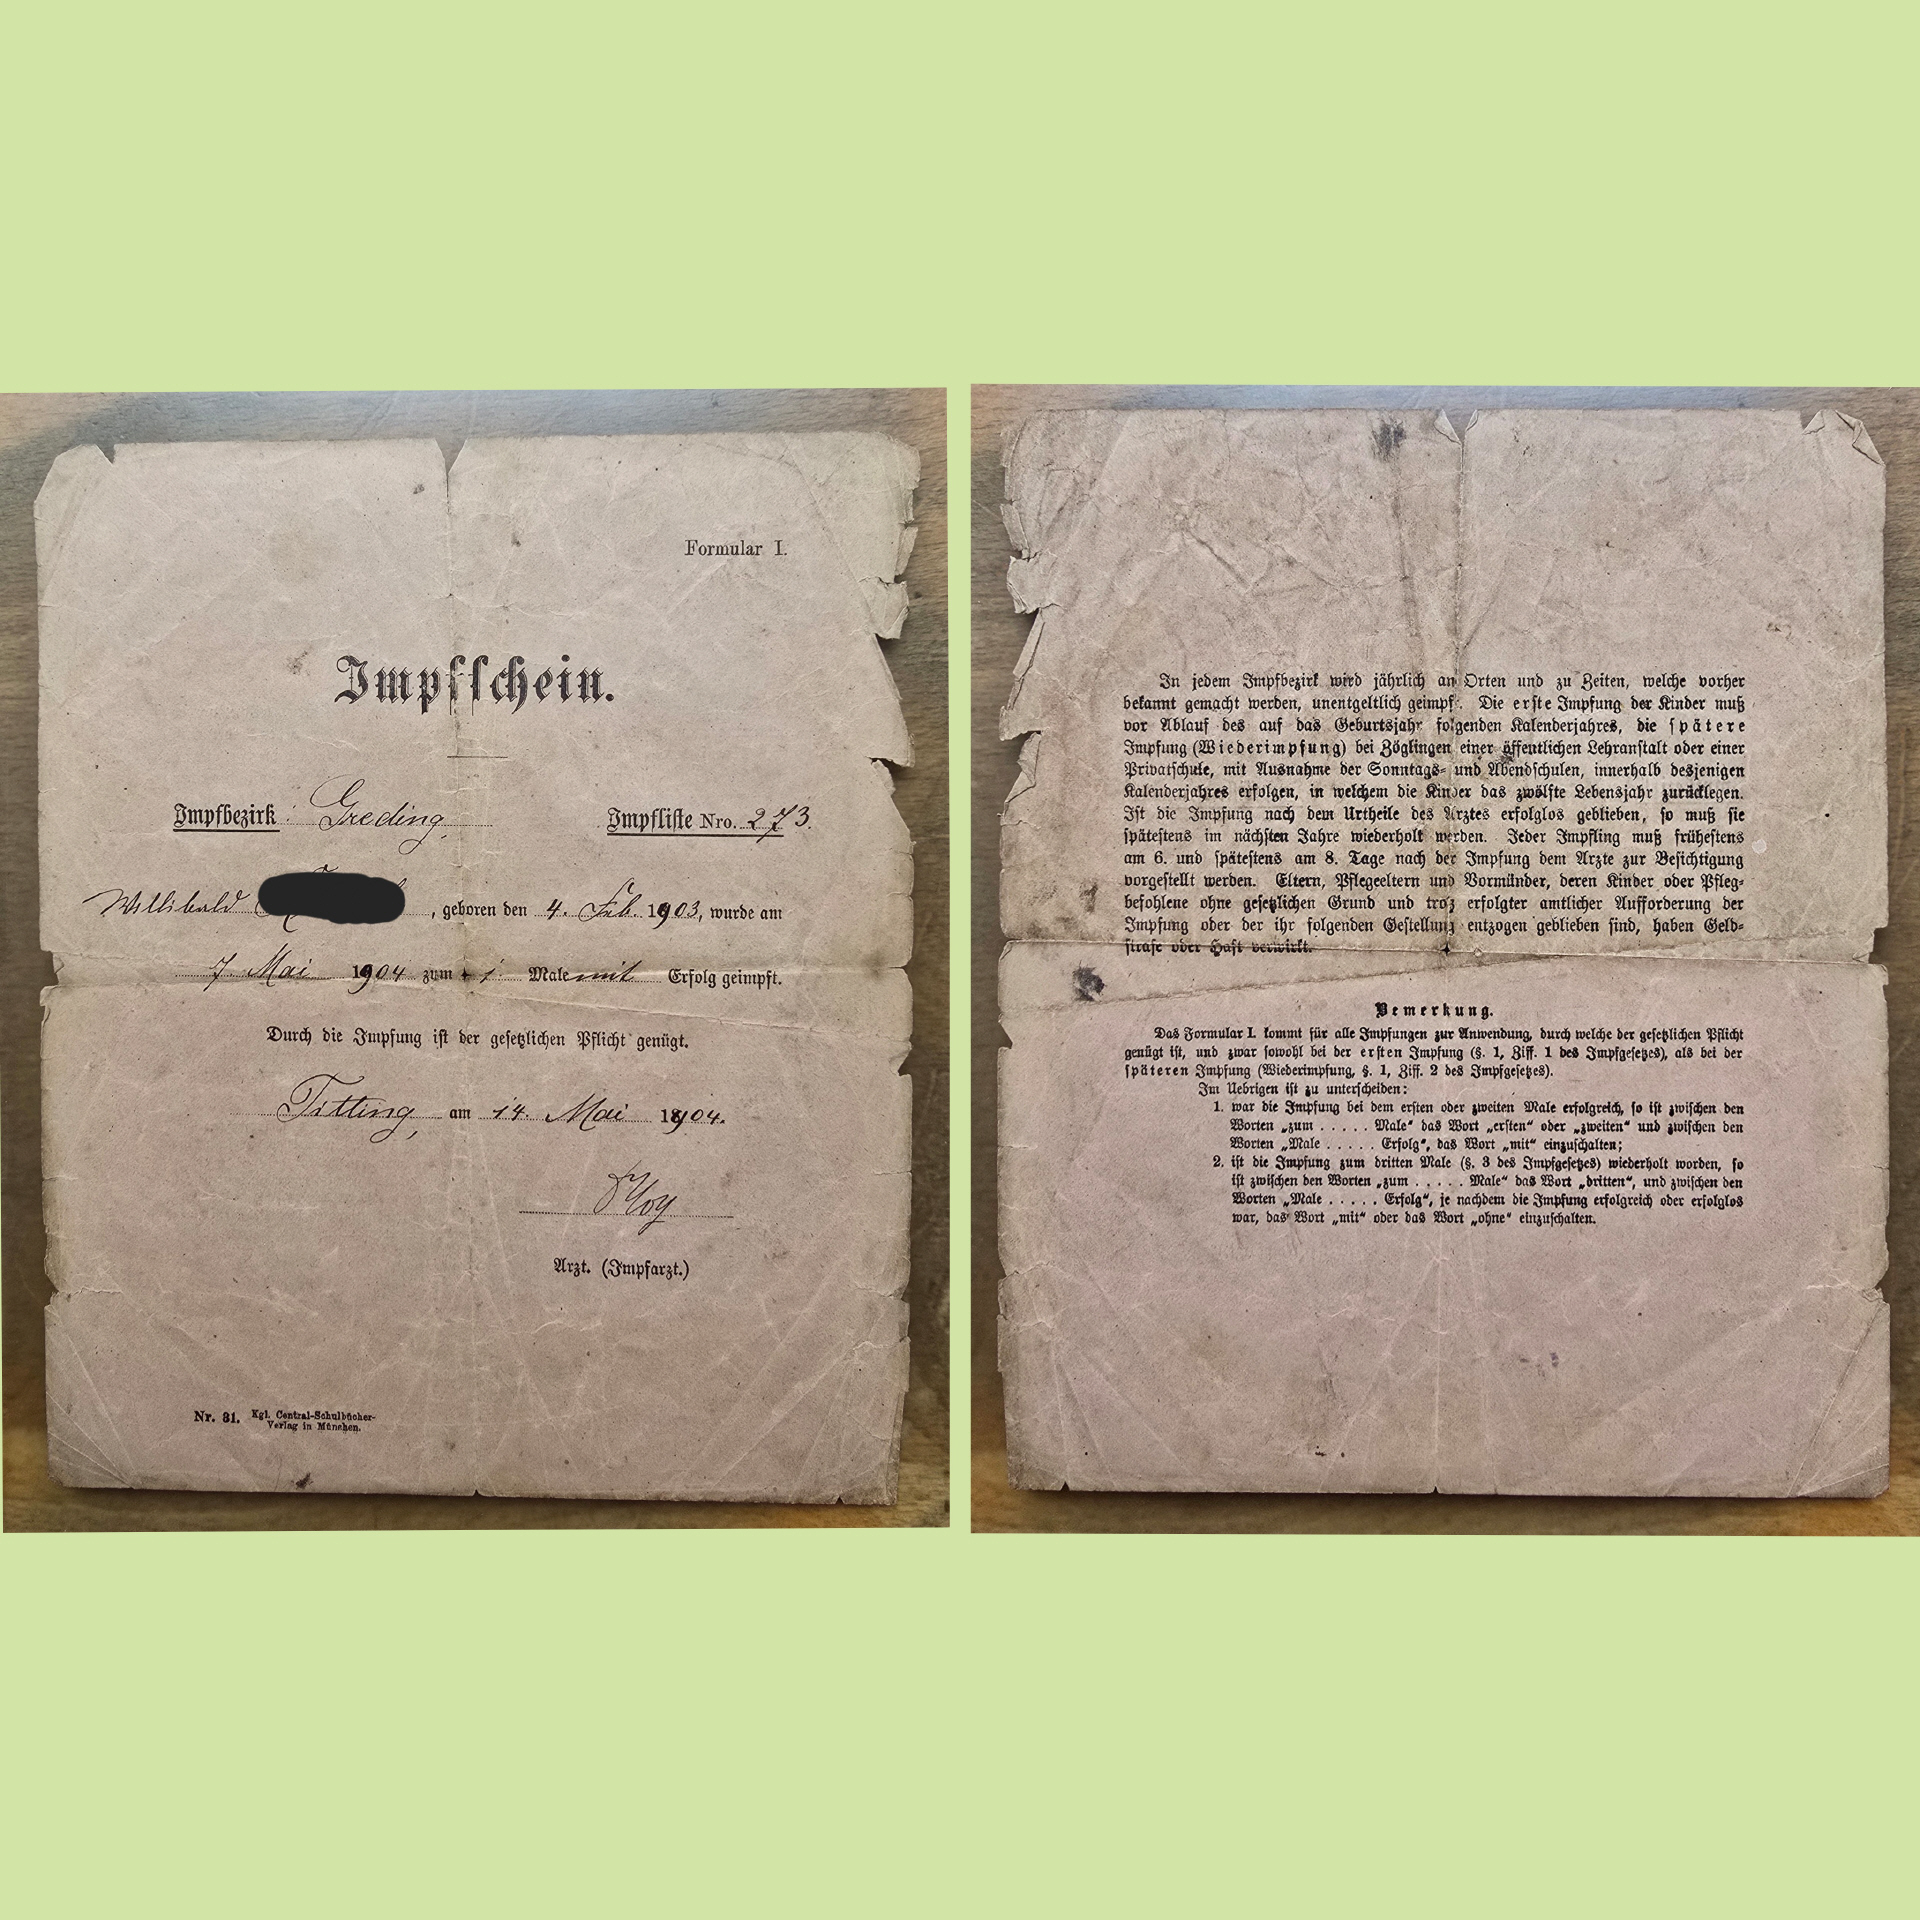 Formular I.
Impfschein.
Impfbezirk: Greding, Impfliste Nro. 273.
Willibald , geboren den 4. Feb. 1903, wurde am
7. Mai 1904 zum 1 Male mit Erfolg geimpft.
Durch die Impfung ist der gesetzlichen Pflicht genügt.
Titting, am 14. Mai 1904.
Arzt. (Impfarzt.)
Nr. 31. Kgl. Central-Schulbücher-
Verlag in München.
In jedem Impfbezirk wird jährlich an Orten und zu Zeiten, welche vorher
bekannt gemacht werden, unentgeltlich geimpft. Die erste Impfung der Kinder muß
vor Ablauf des auf das Geburtsjahr folgenden Kalenderjahres, die spätere
Impfung (Wiederimpfung) bei Zöglingen einer öffentlichen Lehranstalt oder einer
Privatschule, mit Ausnahme der Sonntags- und Abendschulen, innerhalb desjenigen
Kalenderjahres erfolgen, in welchem die Kinder das zwölfte Lebensjahr zurücklegen.
Ist die Impfung nach dem Urtheile des Arztes erfolglos geblieben, so muß sie
spätestens im nächsten Jahre wiederholt werden. Jeder Impfling muß frühestens
am 6. und spätestens am 8. Tage nach der Impfung dem Arzte zur Besichtigung
vorgestellt werden. Eltern, Pflegeeltern und Vormünder, deren Kinder oder Pfleg-
befohlene ohne gesetzlichen Grund und trotz erfolgter amtlicher Aufforderung der
Impfung oder der ihr folgenden Gestellung entzogen geblieben sind, haben Geld-
strafe oder Haft verwirkt.
Bemerkung.
Das Formular I. kommt für alle Impfungen zur Anwendung, durch welche der gesetzlichen Pflicht
genügt ist, und zwar sowohl bei der ersten Impfung (§. 1, Ziff. 1 des Impfgesetzes), als bei der
späteren Impfung (Wiederimpfung, §. 1, Ziff. 2 des Impfgesetzes).
Im Uebrigen ist zu unterscheiden:
1. war die Impfung bei dem ersten oder zweiten Male erfolgreich, so ist zwischen den
Worten „zum . . . . . Male“ das Wort „ersten“ oder „zweiten“ und zwischen den
Worten „Male . . . . . Erfolg“, das Wort „mit“ einzuschalten;
2. ist die Impfung zum dritten Male (§. 3 des Impfgesetzes) wiederholt worden, so
ist zwischen den Worten „zum . . . . . Male“ das Wort „dritten“, und zwischen den
Worten „Male . . . . . Erfolg“, je nachdem die Impfung erfolgreich oder erfolglos
war, das Wort „mit“ oder das Wort „ohne“ einzuschalten.